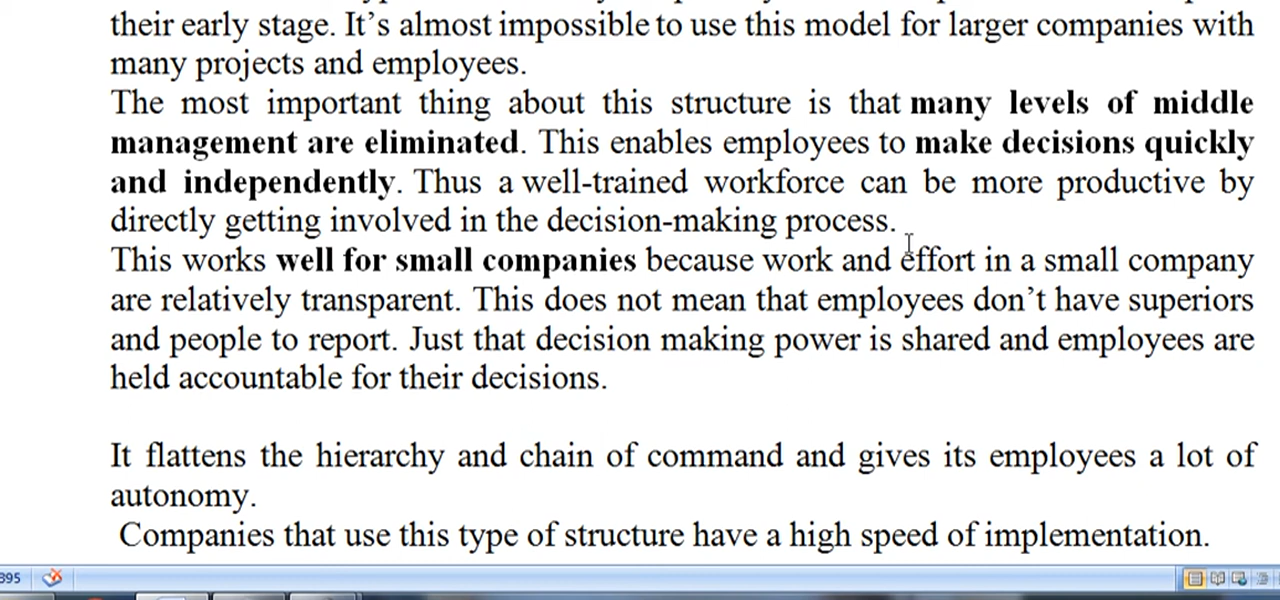 their early stage. It’s almost impossible to use this model for larger companies with
many projects and employees.
The most important thing about this structure is that many levels of middle
management are eliminated. This enables employees to make decisions quickly
and independently. Thus a well-trained workforce can be more productive by
directly getting involved in the decision-making process.
This works well for small companies because work and effort in a small company
are relatively transparent. This does not mean that employees don’t have superiors
and people to report. Just that decision making power is shared and employees are
held accountable for their decisions.
It flattens the hierarchy and chain of command and gives its employees a lot of
autonomy.
Companies that use this type of structure have a high speed of implementation.
395